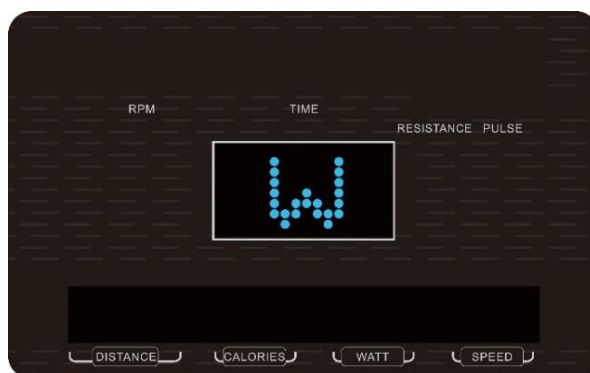 RPM TIME
RESISTANCE PULSE
W
DISTANCE CALORIES WATT SPEED